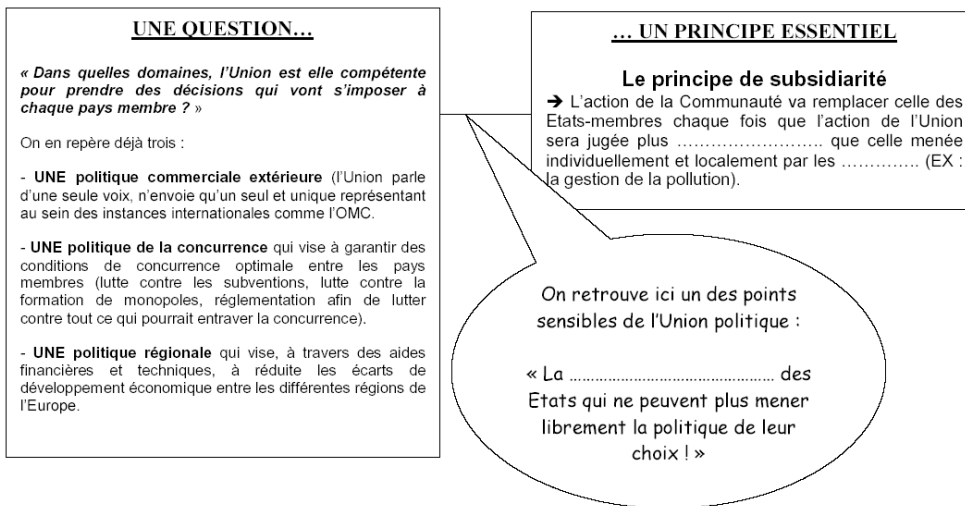 UNE QUESTION…
« Dans quelles domaines, l'Union est elle compétente
pour prendre des décisions qui vont s'imposer à
chaque pays membre ? »
On en repère déjà trois :
- UNE politique commerciale extérieure (l'Union parle
d'une seule voix, n'envoie qu'un seul et unique représentant
au sein des instances internationales comme l'OMC.
- UNE politique de la concurrence qui vise à garantir des
conditions de concurrence optimale entre les pays
membres (lutte contre les subventions, lutte contre la
formation de monopoles, réglementation afin de lutter
contre tout ce qui pourrait entraver la concurrence).
- UNE politique régionale qui vise, à travers des aides
financières et techniques, à réduite les écarts de
développement économique entre les différentes régions de
l'Europe.
… UN PRINCIPE ESSENTIEL
Le principe de subsidiarité
➔ L'action de la Communauté va remplacer celle des
Etats-membres chaque fois que l'action de l'Union
sera jugée plus …………………….. que celle menée
individuellement et localement par les ………….. (EX :
la gestion de la pollution).
On retrouve ici un des points
sensibles de l'Union politique :
« La ………………………………………… des
Etats qui ne peuvent plus mener
librement la politique de leur
choix ! »